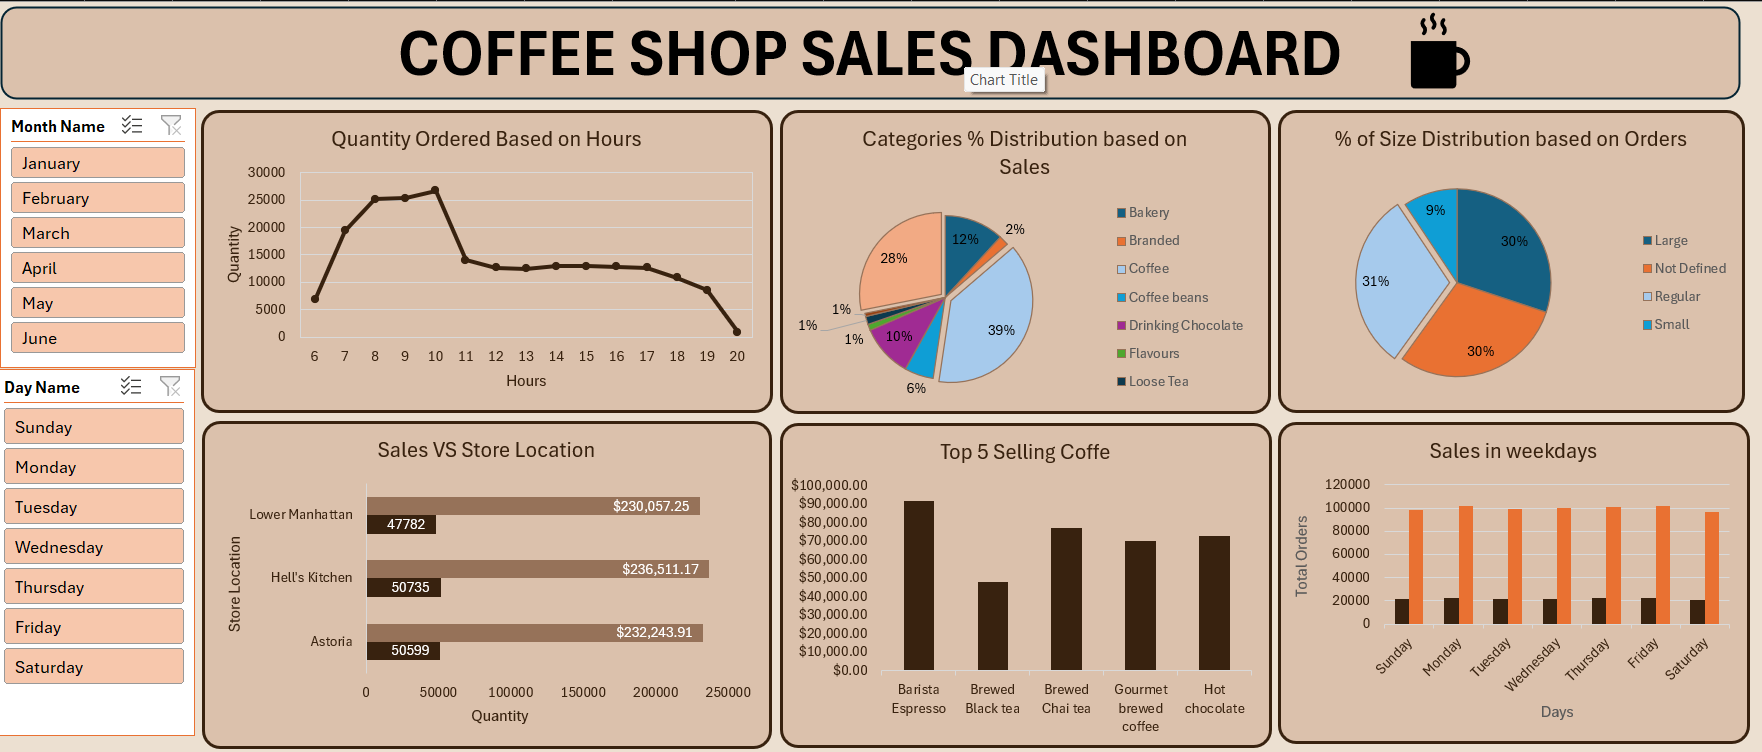 COFFEE SHOP SALES DASHBOARD
Chart Title
Month Name
January
February
March
April
May
June
Day Name
Sunday
Monday
Tuesday
Wednesday
Thursday
Friday
Saturday
Quantity Ordered Based on Hours
Quantity
30000
25000
20000
15000
10000
5000
0
6 7 8 9 10 11 12 13 14 15 16 17 18 19 20
Hours
Categories % Distribution based on
Sales
12%
2%
39%
6%
10%
1%
1%
1%
28%
Bakery
Branded
Coffee
Coffee beans
Drinking Chocolate
Flavours
Loose Tea
% of Size Distribution based on Orders
9%
30%
31%
30%
Large
Not Defined
Regular
Small
Sales VS Store Location
Store Location
Lower Manhattan
$230,057.25
47782
Hell's Kitchen
$236,511.17
50735
Astoria
$232,243.91
50599
0 50000 100000 150000 200000 250000
Quantity
Top 5 Selling Coffe
$100,000.00
$90,000.00
$80,000.00
$70,000.00
$60,000.00
$50,000.00
$40,000.00
$30,000.00
$20,000.00
$10,000.00
$0.00
Barista
Espresso
Brewed
Black tea
Brewed
Chai tea
Gourmet
brewed
coffee
Hot
chocolate
Sales in weekdays
Total Orders
120000
100000
80000
60000
40000
20000
0
Sunday
Monday
Tuesday
Wednesday
Thursday
Friday
Saturday
Days